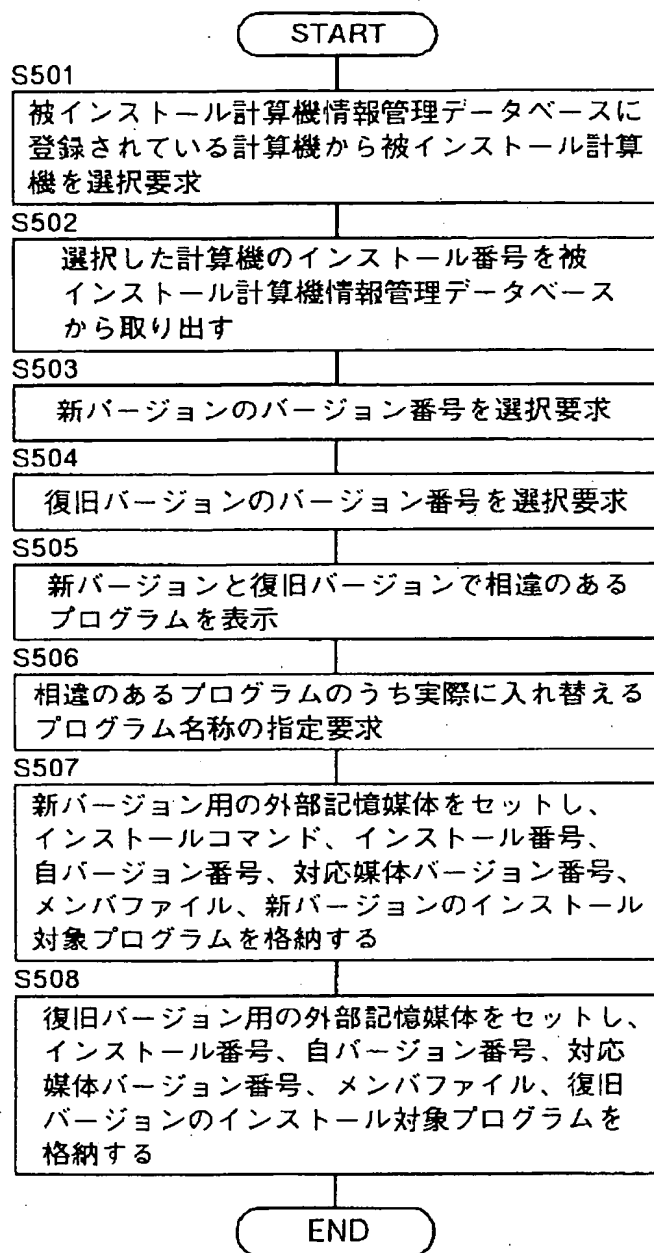 START
S501
被インストール計算機情報管理データベースに
登録されている計算機から被インストール計算
機を選択要求
S502
選択した計算機のインストール番号を被
インストール計算機情報管理データベース
から取り出す
S503
新バージョンのバージョン番号を選択要求
S504
復旧バージョンのバージョン番号を選択要求
S505
新バージョンと復旧バージョンで相違のある
プログラムを表示
S506
相違のあるプログラムのうち実際に入れ替える
プログラム名称の指定要求
S507
新バージョン用の外部記憶媒体をセットし、
インストールコマンド、インストール番号、
自バージョン番号、対応媒体バージョン番号、
メンバファイル、新バージョンのインストール
対象プログラムを格納する
S508
復旧バージョン用の外部記憶媒体をセットし、
インストール番号、自バージョン番号、対応
媒体バージョン番号、メンバファイル、復旧
バージョンのインストール対象プログラムを
格納する
END